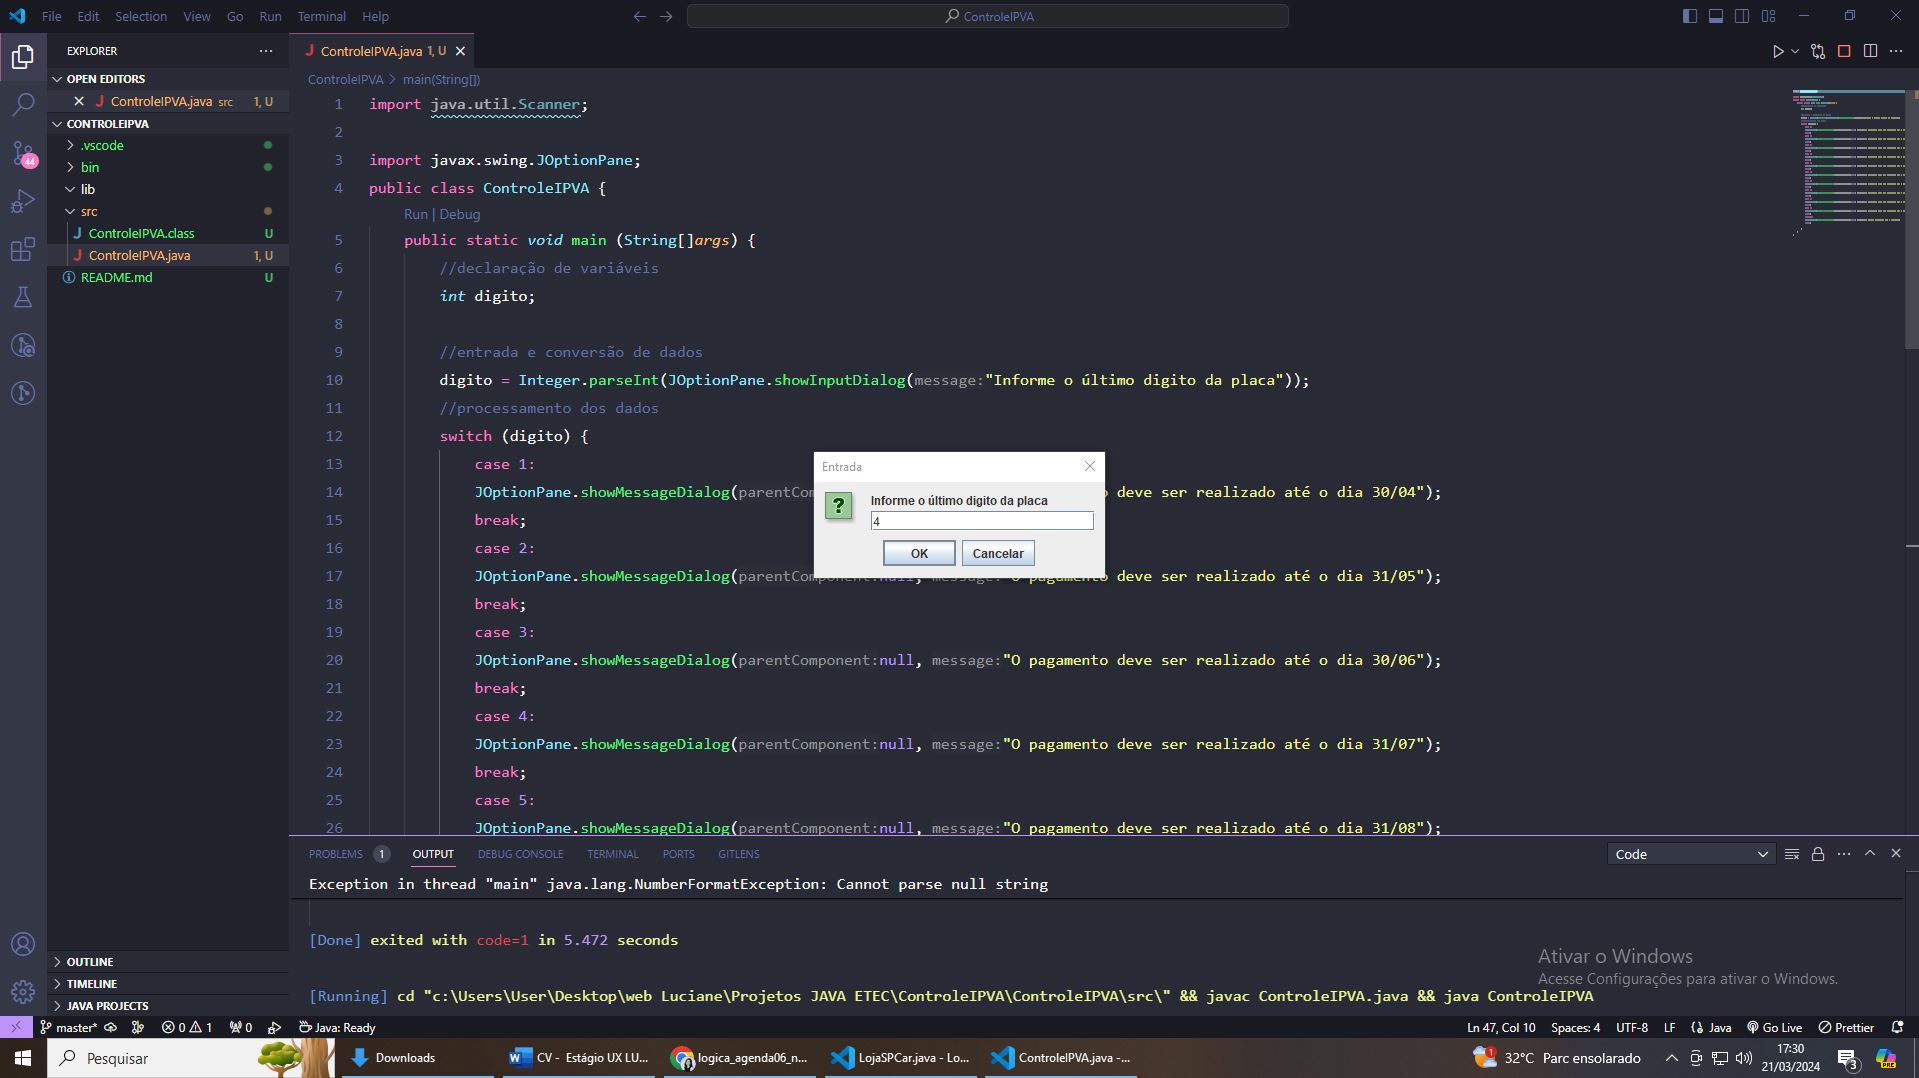 File Edit Selection View Go Run Terminal Help
ControleIPVA
EXPLORER
OPEN EDITORS
ControleIPVA.java src 1, U
CONTROLEIPVA
.vscode
bin
lib
src
ControleIPVA.class U
ControleIPVA.java 1, U
README.md U
OUTLINE
TIMELINE
JAVA PROJECTS
44
ControleIPVA.java 1, U
ControleIPVA > main(String[])
1 import java.util.Scanner;
2
3 import javax.swing.JOptionPane;
4 public class ControleIPVA {
Run | Debug
5 public static void main (String[]args) {
6 //declaração de variáveis
7 int digito;
8
9 //entrada e conversão de dados
10 digito = Integer.parseInt(JOptionPane.showInputDialog(message:"Informe o último digito da placa"));
11 //processamento dos dados
12 switch (digito) {
13 case 1:
14 JOptionPane.showMessageDialog( deve ser realizado até o dia 30/04");
15 break;
16 case 2:
17 JOptionPane.showMessageDialog( deve ser realizado até o dia 31/05");
18 break;
19 case 3:
20 JOptionPane.showMessageDialog(parentComponent:null, message:"O pagamento deve ser realizado até o dia 30/06");
21 break;
22 case 4:
23 JOptionPane.showMessageDialog(parentComponent:null, message:"O pagamento deve ser realizado até o dia 31/07");
24 break;
25 case 5:
26 JOptionPane.showMessageDialog(parentComponent:null, message:"O pagamento deve ser realizado até o dia 31/08");
Entrada
Informe o último digito da placa
4
OK Cancelar
PROBLEMS 1 OUTPUT DEBUG CONSOLE TERMINAL PORTS GITLENS
Code
Exception in thread "main" java.lang.NumberFormatException: Cannot parse null string
[Done] exited with code=1 in 5.472 seconds
[Running] cd "c:\Users\User\Desktop\web Luciane\Projetos JAVA ETEC\ControleIPVA\ControleIPVA\src\" && javac ControleIPVA.java && java ControleIPVA
Ativar o Windows
Acesse Configurações para ativar o Windows.
master* 0 1 0 Java: Ready
Ln 47, Col 10 Spaces: 4 UTF-8 LF Java Go Live Prettier
Pesquisar
Downloads
CV - Estágio UX LU...
logica_agenda06_n...
LojaSPCar.java - Lo...
ControleIPVA.java -...
1
32°C Parc ensolarado
17:30
21/03/2024
3
PRE